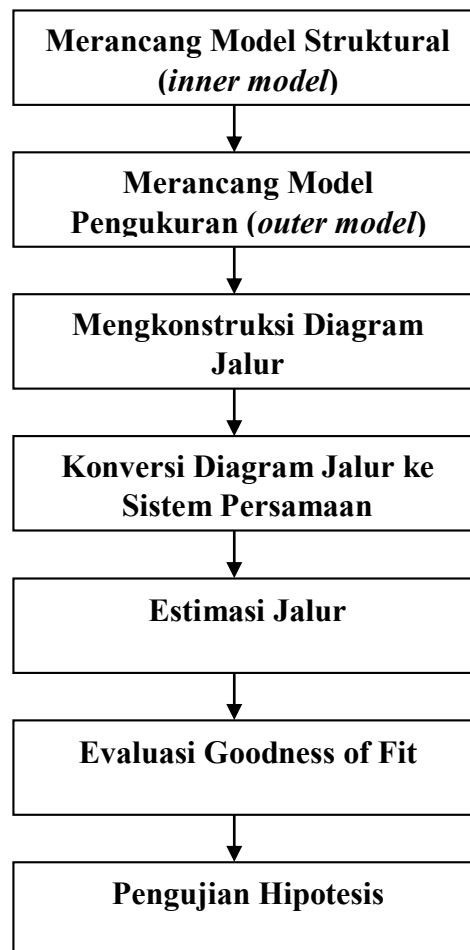 Merancang Model Struktural
(inner model)
Merancang Model
Pengukuran (outer model)
Mengkonstruksi Diagram
Jalur
Konversi Diagram Jalur ke
Sistem Persamaan
Estimasi Jalur
Evaluasi Goodness of Fit
Pengujian Hipotesis